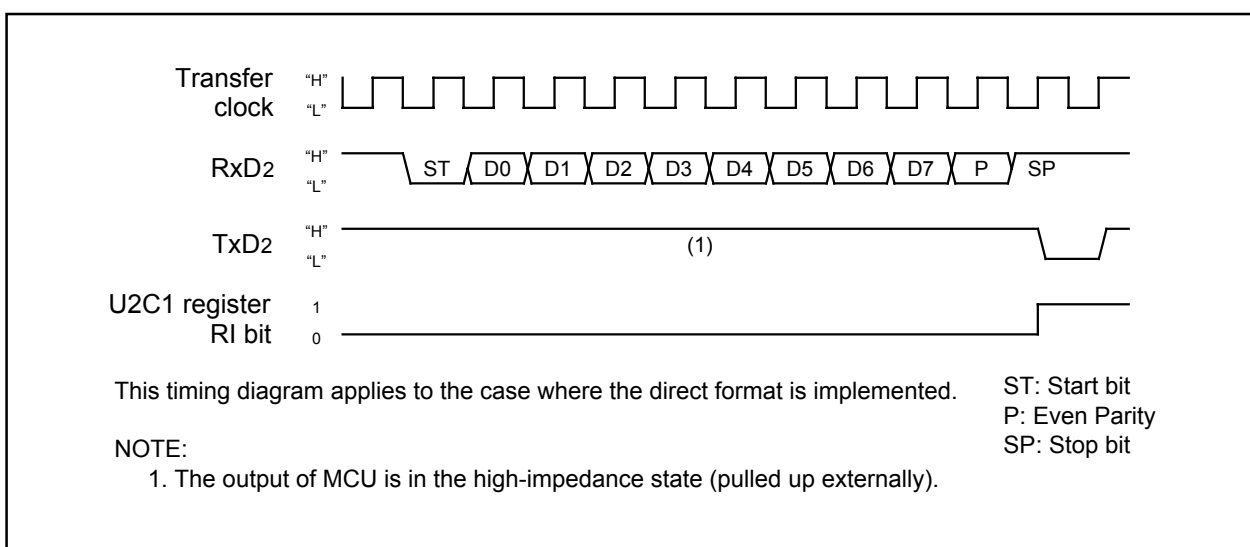 Transfer clock
“H”
“L”
RxD2
“H”
“L”
ST D0 D1 D2 D3 D4 D5 D6 D7 P SP
TxD2
“H”
“L”
(1)
U2C1 register
RI bit
1
0
This timing diagram applies to the case where the direct format is implemented.
ST: Start bit
P: Even Parity
SP: Stop bit
NOTE:
1. The output of MCU is in the high-impedance state (pulled up externally).